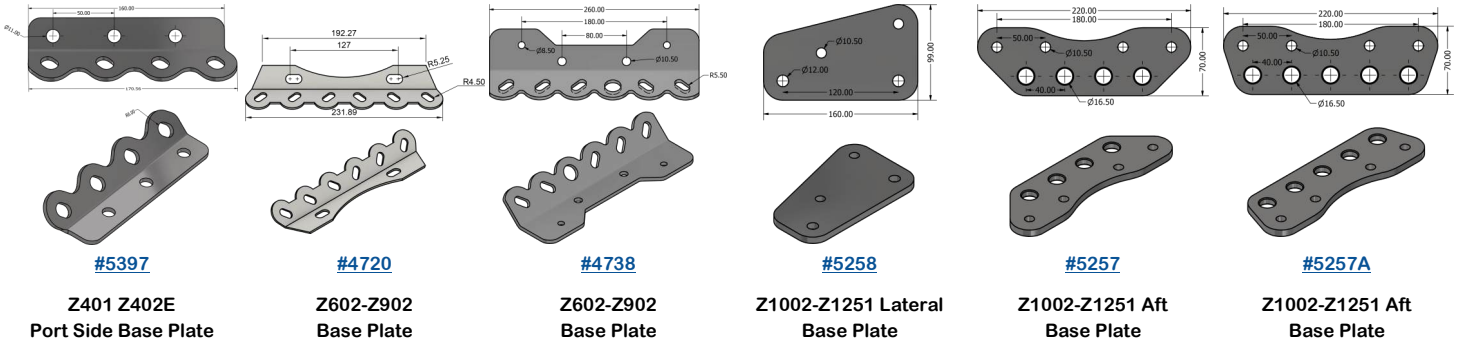 160.00
50.00
Ø11.00
170.56
R6.50
#5397
Z401 Z402E
Port Side Base Plate
192.27
127
R5.25
R4.50
231.89
#4720
Z602-Z902
Base Plate
260.00
180.00
80.00
Ø8.50
Ø10.50
R5.50
#4738
Z602-Z902
Base Plate
Ø10.50
Ø12.00
99.00
120.00
160.00
#5258
Z1002-Z1251 Lateral
Base Plate
220.00
180.00
50.00
Ø10.50
70.00
40.00
Ø16.50
#5257
Z1002-Z1251 Aft
Base Plate
220.00
180.00
50.00
Ø10.50
40.00
70.00
Ø16.50
#5257A
Z1002-Z1251 Aft
Base Plate